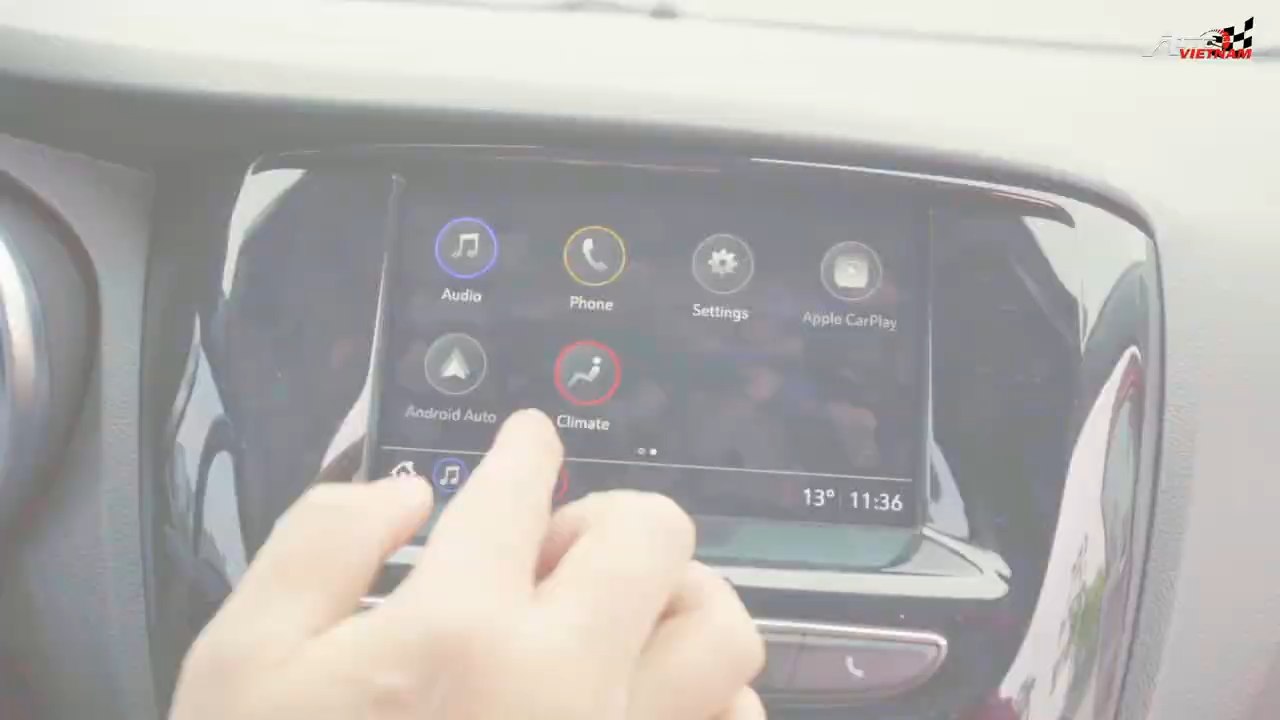 VIETNAM
Audio
Phone
Settings
Apple CarPlay
Android Auto
Climate
13° 11:36